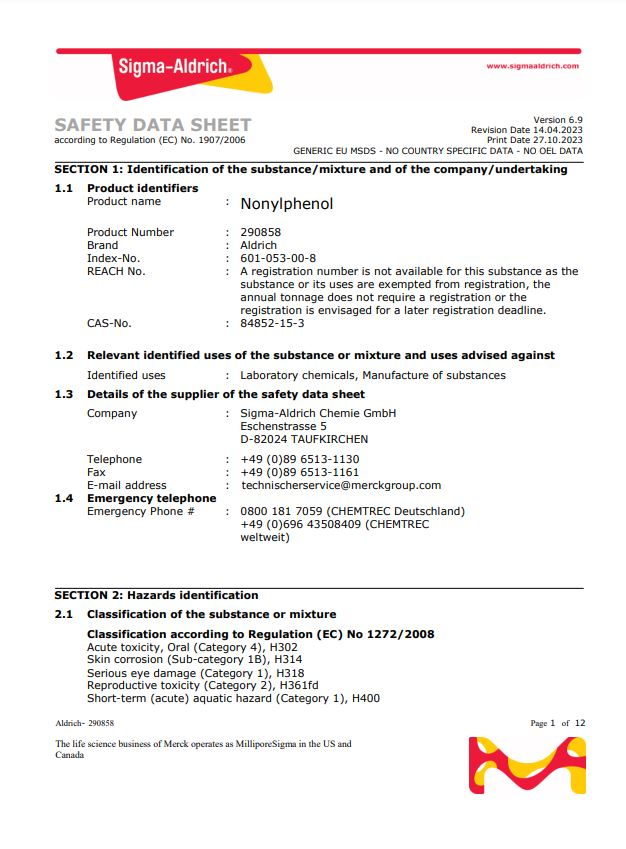 Sigma-Aldrich®
www.sigmaaldrich.com
SAFETY DATA SHEET
according to Regulation (EC) No. 1907/2006
Version 6.9
Revision Date 14.04.2023
Print Date 27.10.2023
GENERIC EU MSDS - NO COUNTRY SPECIFIC DATA - NO OEL DATA
SECTION 1: Identification of the substance/mixture and of the company/undertaking
1.1 Product identifiers
Product name : Nonylphenol
Product Number : 290858
Brand : Aldrich
Index-No. : 601-053-00-8
REACH No. : A registration number is not available for this substance as the
substance or its uses are exempted from registration, the
annual tonnage does not require a registration or the
registration is envisaged for a later registration deadline.
CAS-No. : 84852-15-3
1.2 Relevant identified uses of the substance or mixture and uses advised against
Identified uses : Laboratory chemicals, Manufacture of substances
1.3 Details of the supplier of the safety data sheet
Company : Sigma-Aldrich Chemie GmbH
Eschenstrasse 5
D-82024 TAUFKIRCHEN
Telephone : +49 (0)89 6513-1130
Fax : +49 (0)89 6513-1161
E-mail address : technischerservice@merckgroup.com
1.4 Emergency telephone
Emergency Phone # : 0800 181 7059 (CHEMTREC Deutschland)
+49 (0)696 43508409 (CHEMTREC
weltweit)
SECTION 2: Hazards identification
2.1 Classification of the substance or mixture
Classification according to Regulation (EC) No 1272/2008
Acute toxicity, Oral (Category 4), H302
Skin corrosion (Sub-category 1B), H314
Serious eye damage (Category 1), H318
Reproductive toxicity (Category 2), H361fd
Short-term (acute) aquatic hazard (Category 1), H400
Aldrich- 290858
Page 1 of 12
The life science business of Merck operates as MilliporeSigma in the US and
Canada